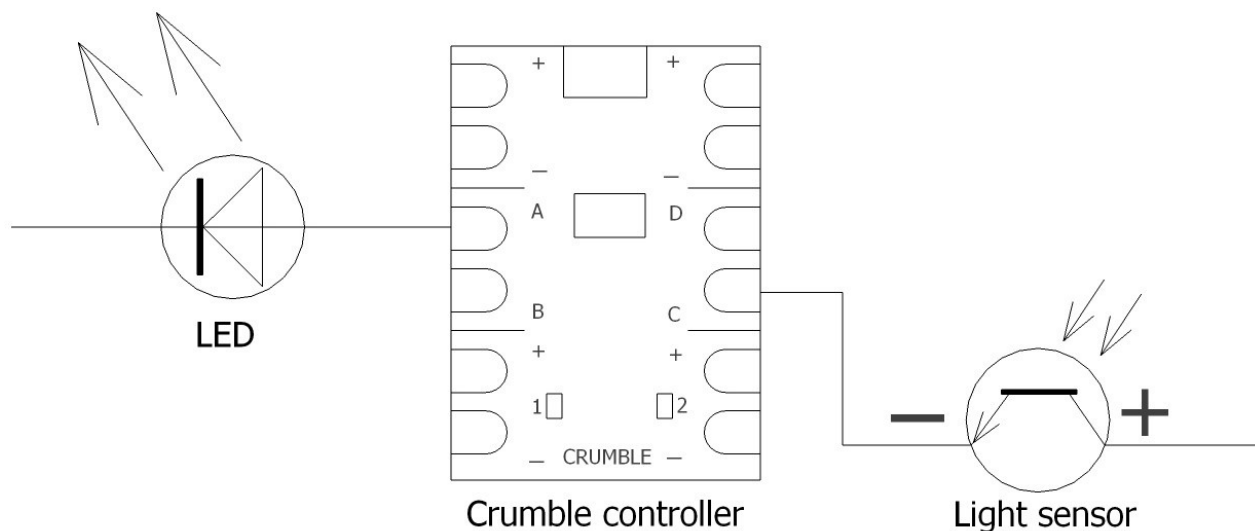 + +
− −
A D
B C
+ +
1 2
− CRUMBLE −
LED
− +
Crumble controller
Light sensor